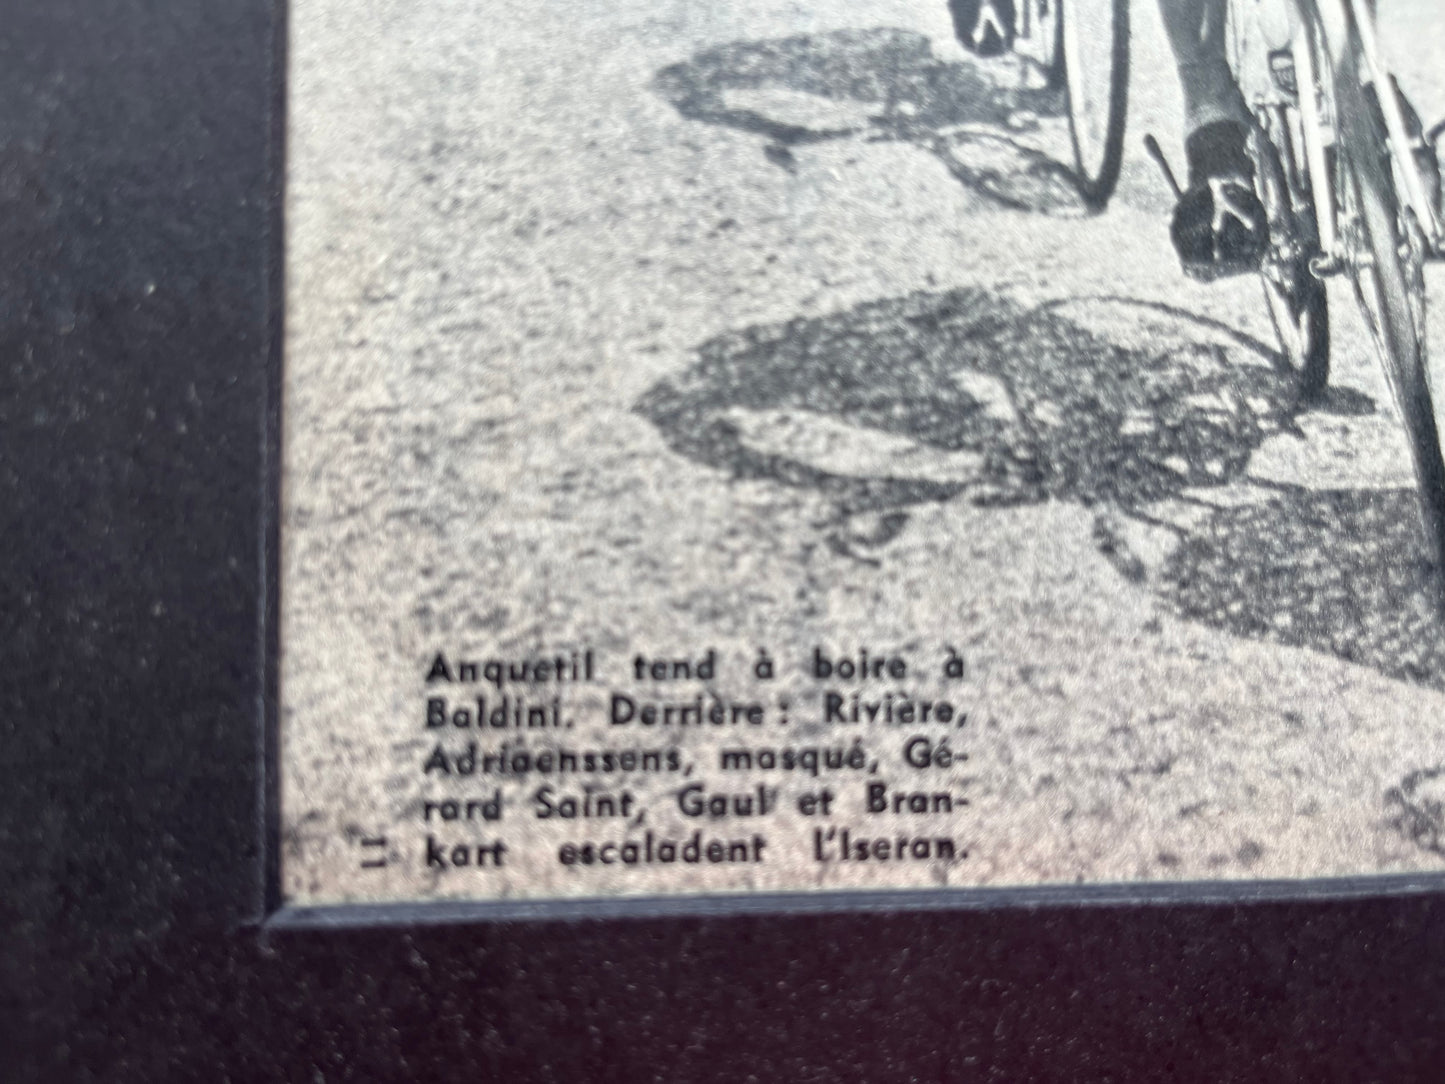 Anquetil tend à boire à
Baldini. Derrière : Rivière,
Adriaenssens, masqué, Gé-
rard Saint, Gaul et Bran-
kart escaladent l'Iseran.